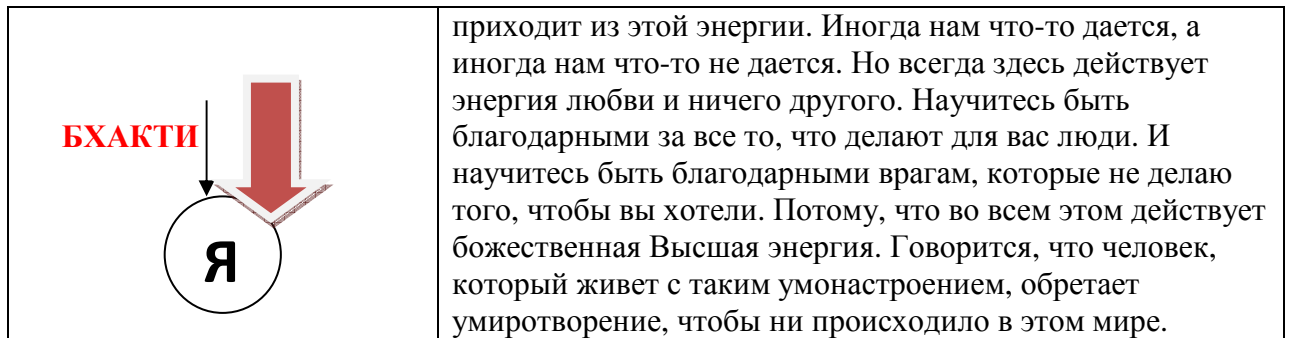 БХАКТИ
Я
приходит из этой энергии. Иногда нам что-то дается, а
иногда нам что-то не дается. Но всегда здесь действует
энергия любви и ничего другого. Научитесь быть
благодарными за все то, что делают для вас люди. И
научитесь быть благодарными врагам, которые не делаю
того, чтобы вы хотели. Потому, что во всем этом действует
божественная Высшая энергия. Говорится, что человек,
который живет с таким умонастроением, обретает
умиротворение, чтобы ни происходило в этом мире.